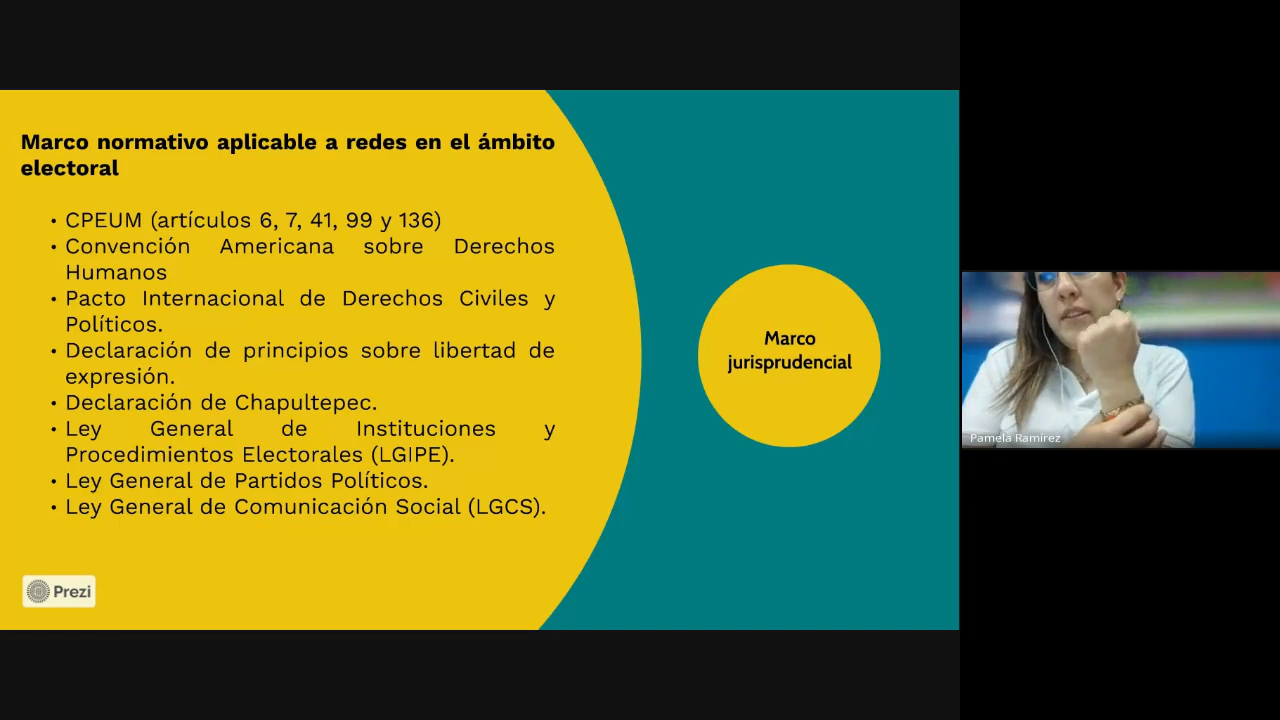 Marco normativo aplicable a redes en el ámbito
electoral
• CPEUM (artículos 6, 7, 41, 99 y 136)
• Convención Americana sobre Derechos
Humanos
• Pacto Internacional de Derechos Civiles y
Políticos.
• Declaración de principios sobre libertad de
expresión.
• Declaración de Chapultepec.
• Ley General de Instituciones y
Procedimientos Electorales (LGIPE).
• Ley General de Partidos Políticos.
• Ley General de Comunicación Social (LGCS).
Prezi
Marco
jurisprudencial
Pamela Ramirez